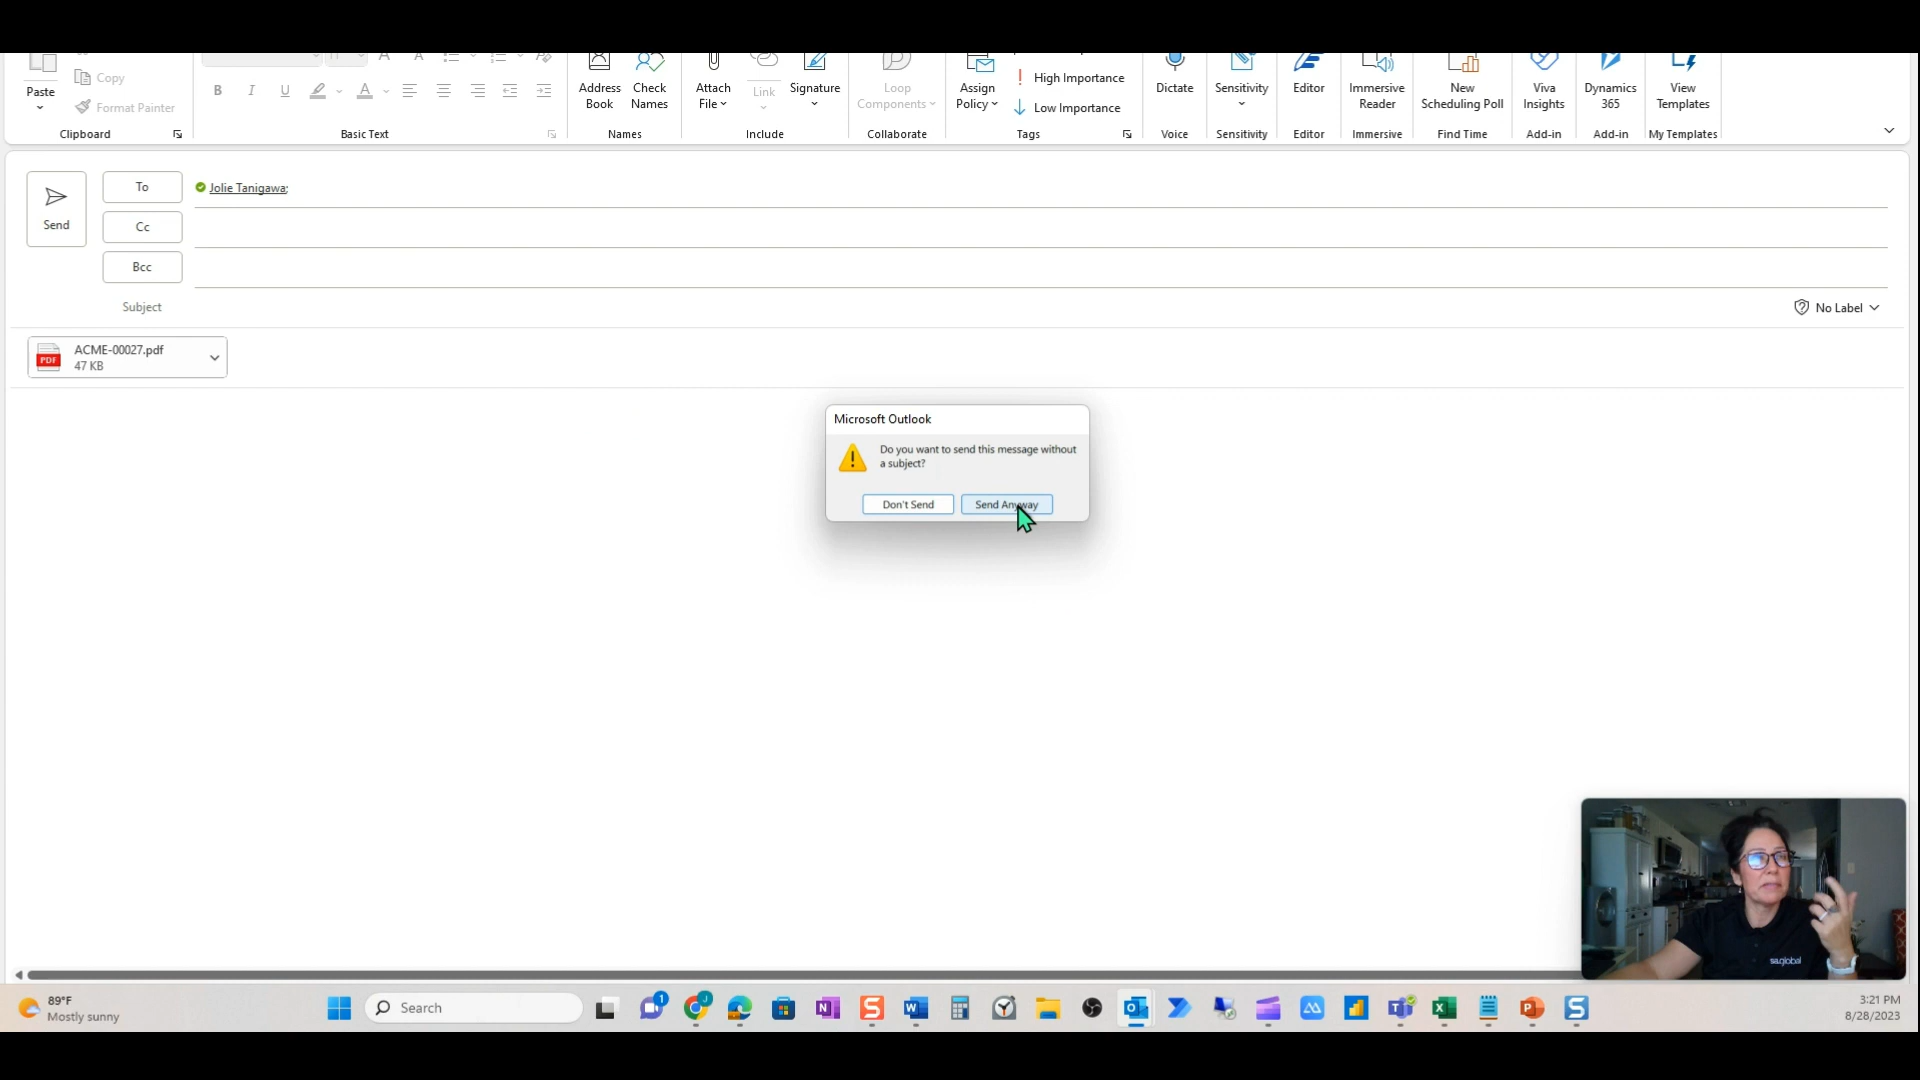 Copy
Paste
Format Painter
Clipboard
B I U A
Basic Text
Address Book
Check Names
Names
Attach File
Link
Signature
Include
Loop Components
Collaborate
Assign Policy
High Importance
Low Importance
Tags
Dictate
Voice
Sensitivity
Sensitivity
Editor
Editor
Immersive Reader
Immersive
New Scheduling Poll
Find Time
Viva Insights
Add-in
Dynamics 365
Add-in
View Templates
My Templates
Send
To
Jolie Tanigawa;
Cc
Bcc
Subject
No Label
PDF
ACME-00027.pdf
47 KB
Microsoft Outlook
Do you want to send this message without
a subject?
Don't Send
Send Anyway
sa.global
89°F
Mostly sunny
Search
1
J
3:21 PM
8/28/2023